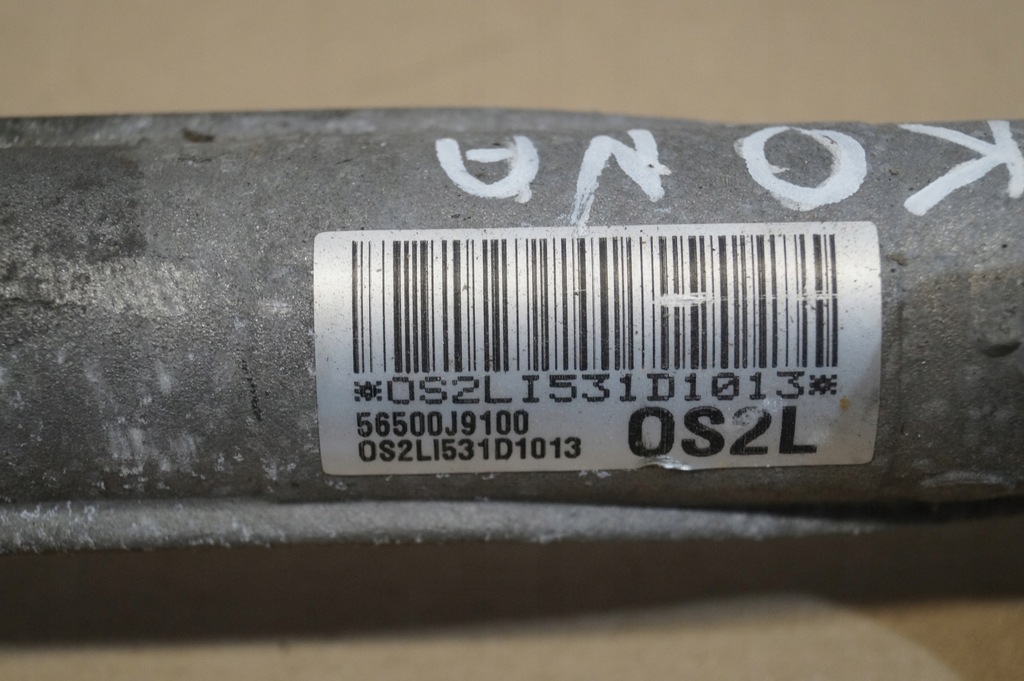 KONA
*OS2LI531D1013*
56500J9100
OS2LI531D1013
OS2L